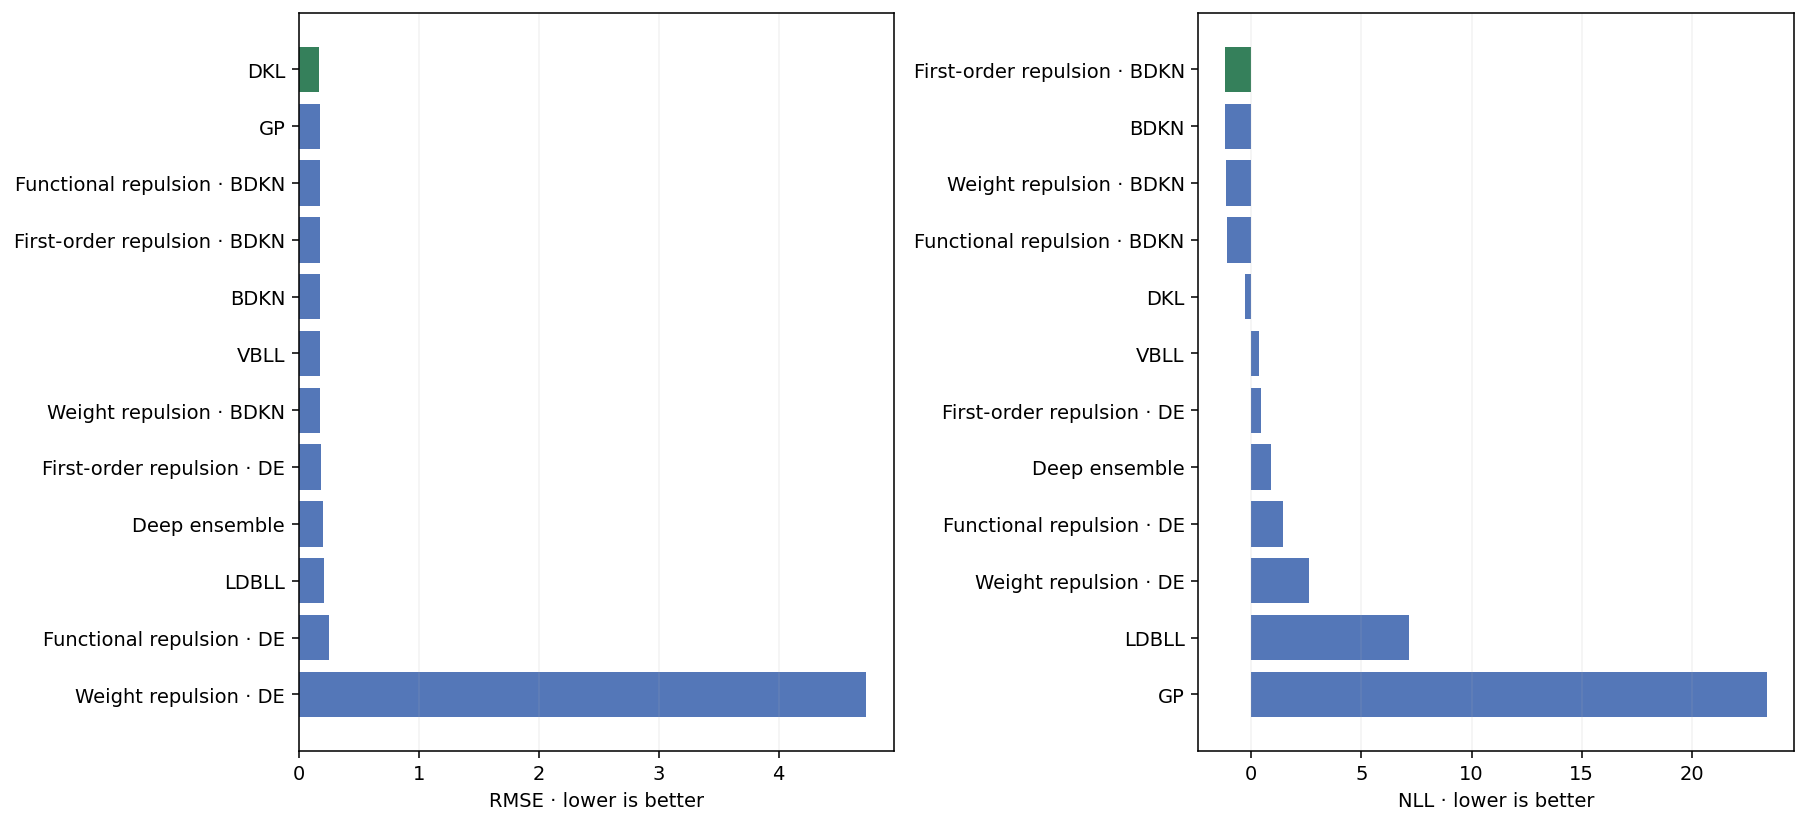 DKL
GP
Functional repulsion · BDKN
First-order repulsion · BDKN
BDKN
VBLL
Weight repulsion · BDKN
First-order repulsion · DE
Deep ensemble
LDBLL
Functional repulsion · DE
Weight repulsion · DE
0 1 2 3 4
RMSE · lower is better
First-order repulsion · BDKN
BDKN
Weight repulsion · BDKN
Functional repulsion · BDKN
DKL
VBLL
First-order repulsion · DE
Deep ensemble
Functional repulsion · DE
Weight repulsion · DE
LDBLL
GP
0 5 10 15 20
NLL · lower is better